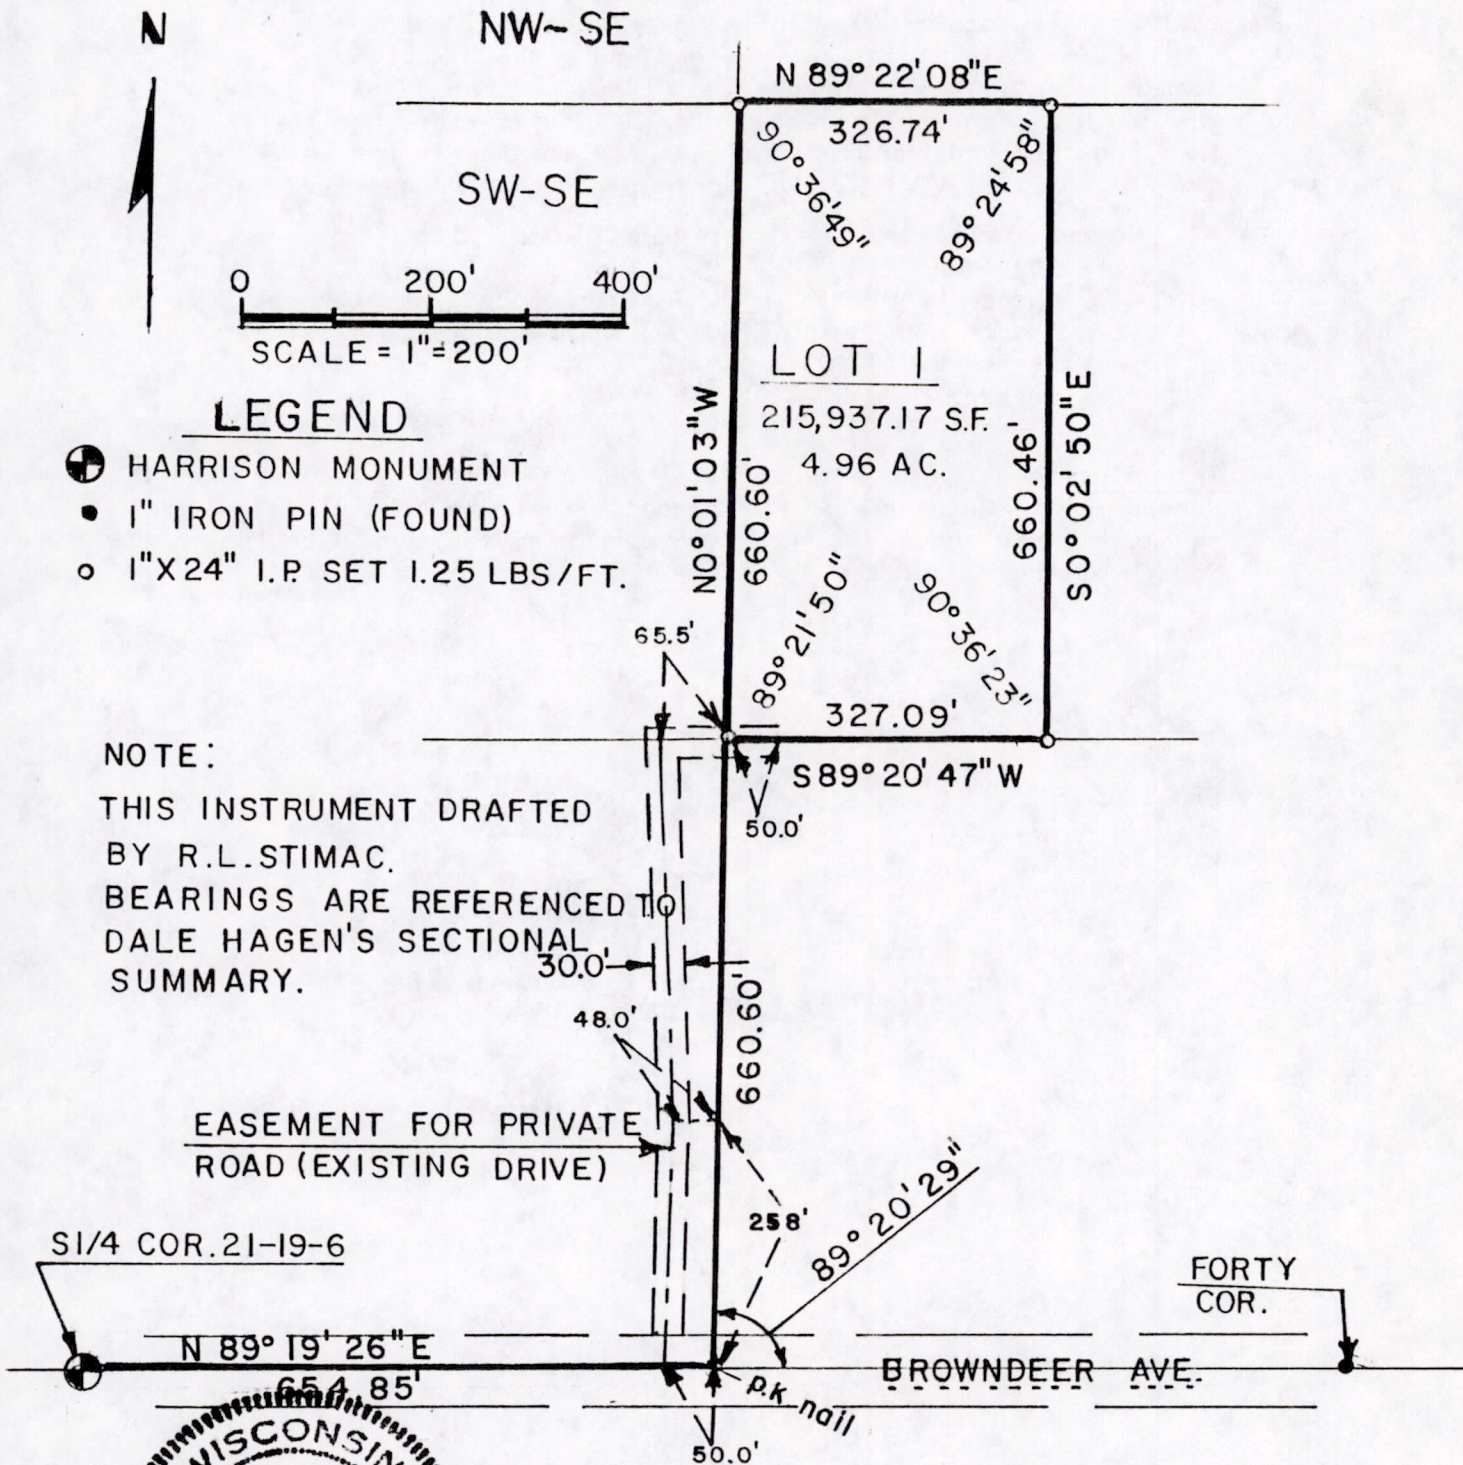 N
NW~SE
N 89° 22' 08" E
326.74'
90° 36' 49"
89° 24' 58"
SW-SE
0 200' 400'
SCALE = 1"=200'
LOT 1
215,937.17 S.F.
4.96 AC.
N0° 01' 03" W
660.60'
660.46'
S0° 02' 50" E
LEGEND
HARRISON MONUMENT
1" IRON PIN (FOUND)
1" X 24" I.P. SET 1.25 LBS/FT.
89° 21' 50"
90° 36' 23"
65.5'
327.09'
S 89° 20' 47" W
50.0'
NOTE:
THIS INSTRUMENT DRAFTED
BY R.L. STIMAC.
BEARINGS ARE REFERENCED TO
DALE HAGEN'S SECTIONAL
SUMMARY.
30.0'
48.0'
660.60'
EASEMENT FOR PRIVATE
ROAD (EXISTING DRIVE)
258'
89° 20' 29"
S1/4 COR. 21-19-6
FORTY
COR.
N 89° 19' 26" E
654.85'
BROWNDEER AVE.
P.K. nail
50.0'
WISCONSIN